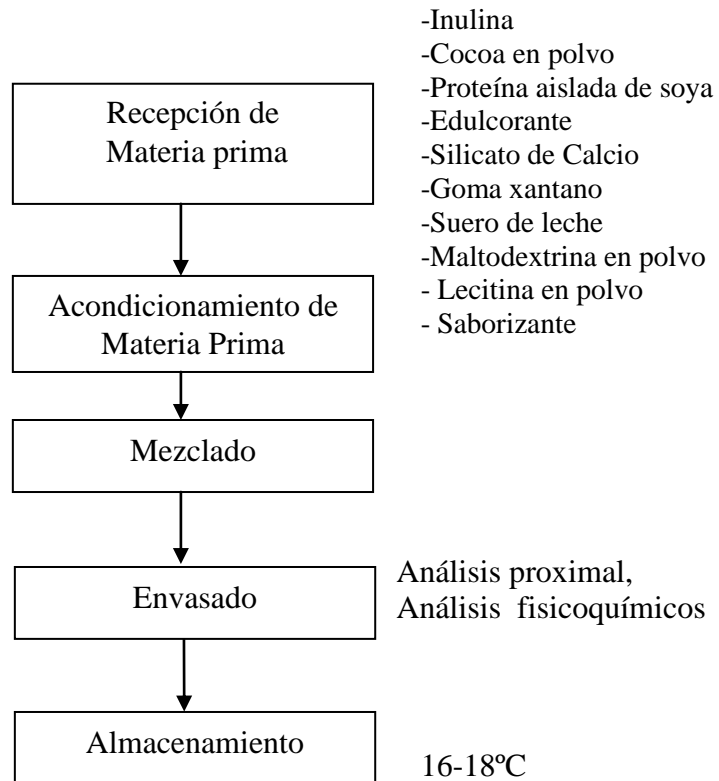 -Inulina
-Cocoa en polvo
-Proteína aislada de soya
-Edulcorante
-Silicato de Calcio
-Goma xantano
-Suero de leche
-Maltodextrina en polvo
- Lecitina en polvo
- Saborizante
Recepción de
Materia prima
Acondicionamiento de
Materia Prima
Mezclado
Envasado
Análisis proximal,
Análisis fisicoquímicos
Almacenamiento
16-18ºC